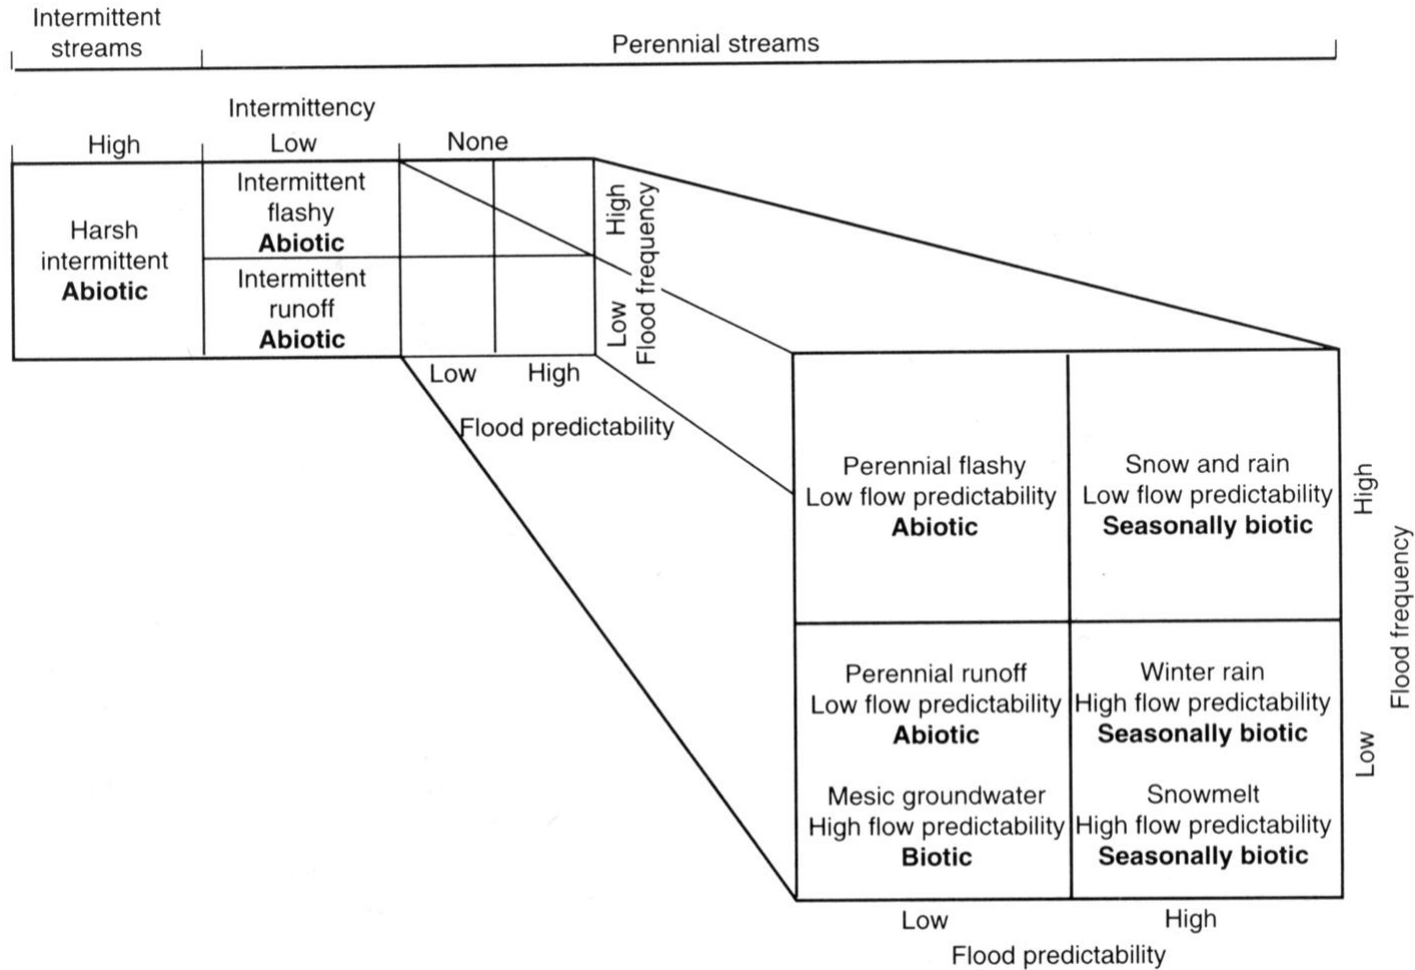 Intermittent
streams
Perennial streams
Intermittency
High
Low
None
Harsh
intermittent
Abiotic
Intermittent
flashy
Abiotic
Intermittent
runoff
Abiotic
High
Low
Flood frequency
Low
High
Flood predictability
Perennial flashy
Low flow predictability
Abiotic
Snow and rain
Low flow predictability
Seasonally biotic
Perennial runoff
Low flow predictability
Abiotic
Winter rain
High flow predictability
Seasonally biotic
Mesic groundwater
High flow predictability
Biotic
Snowmelt
High flow predictability
Seasonally biotic
High
Low
Flood frequency
Low
High
Flood predictability